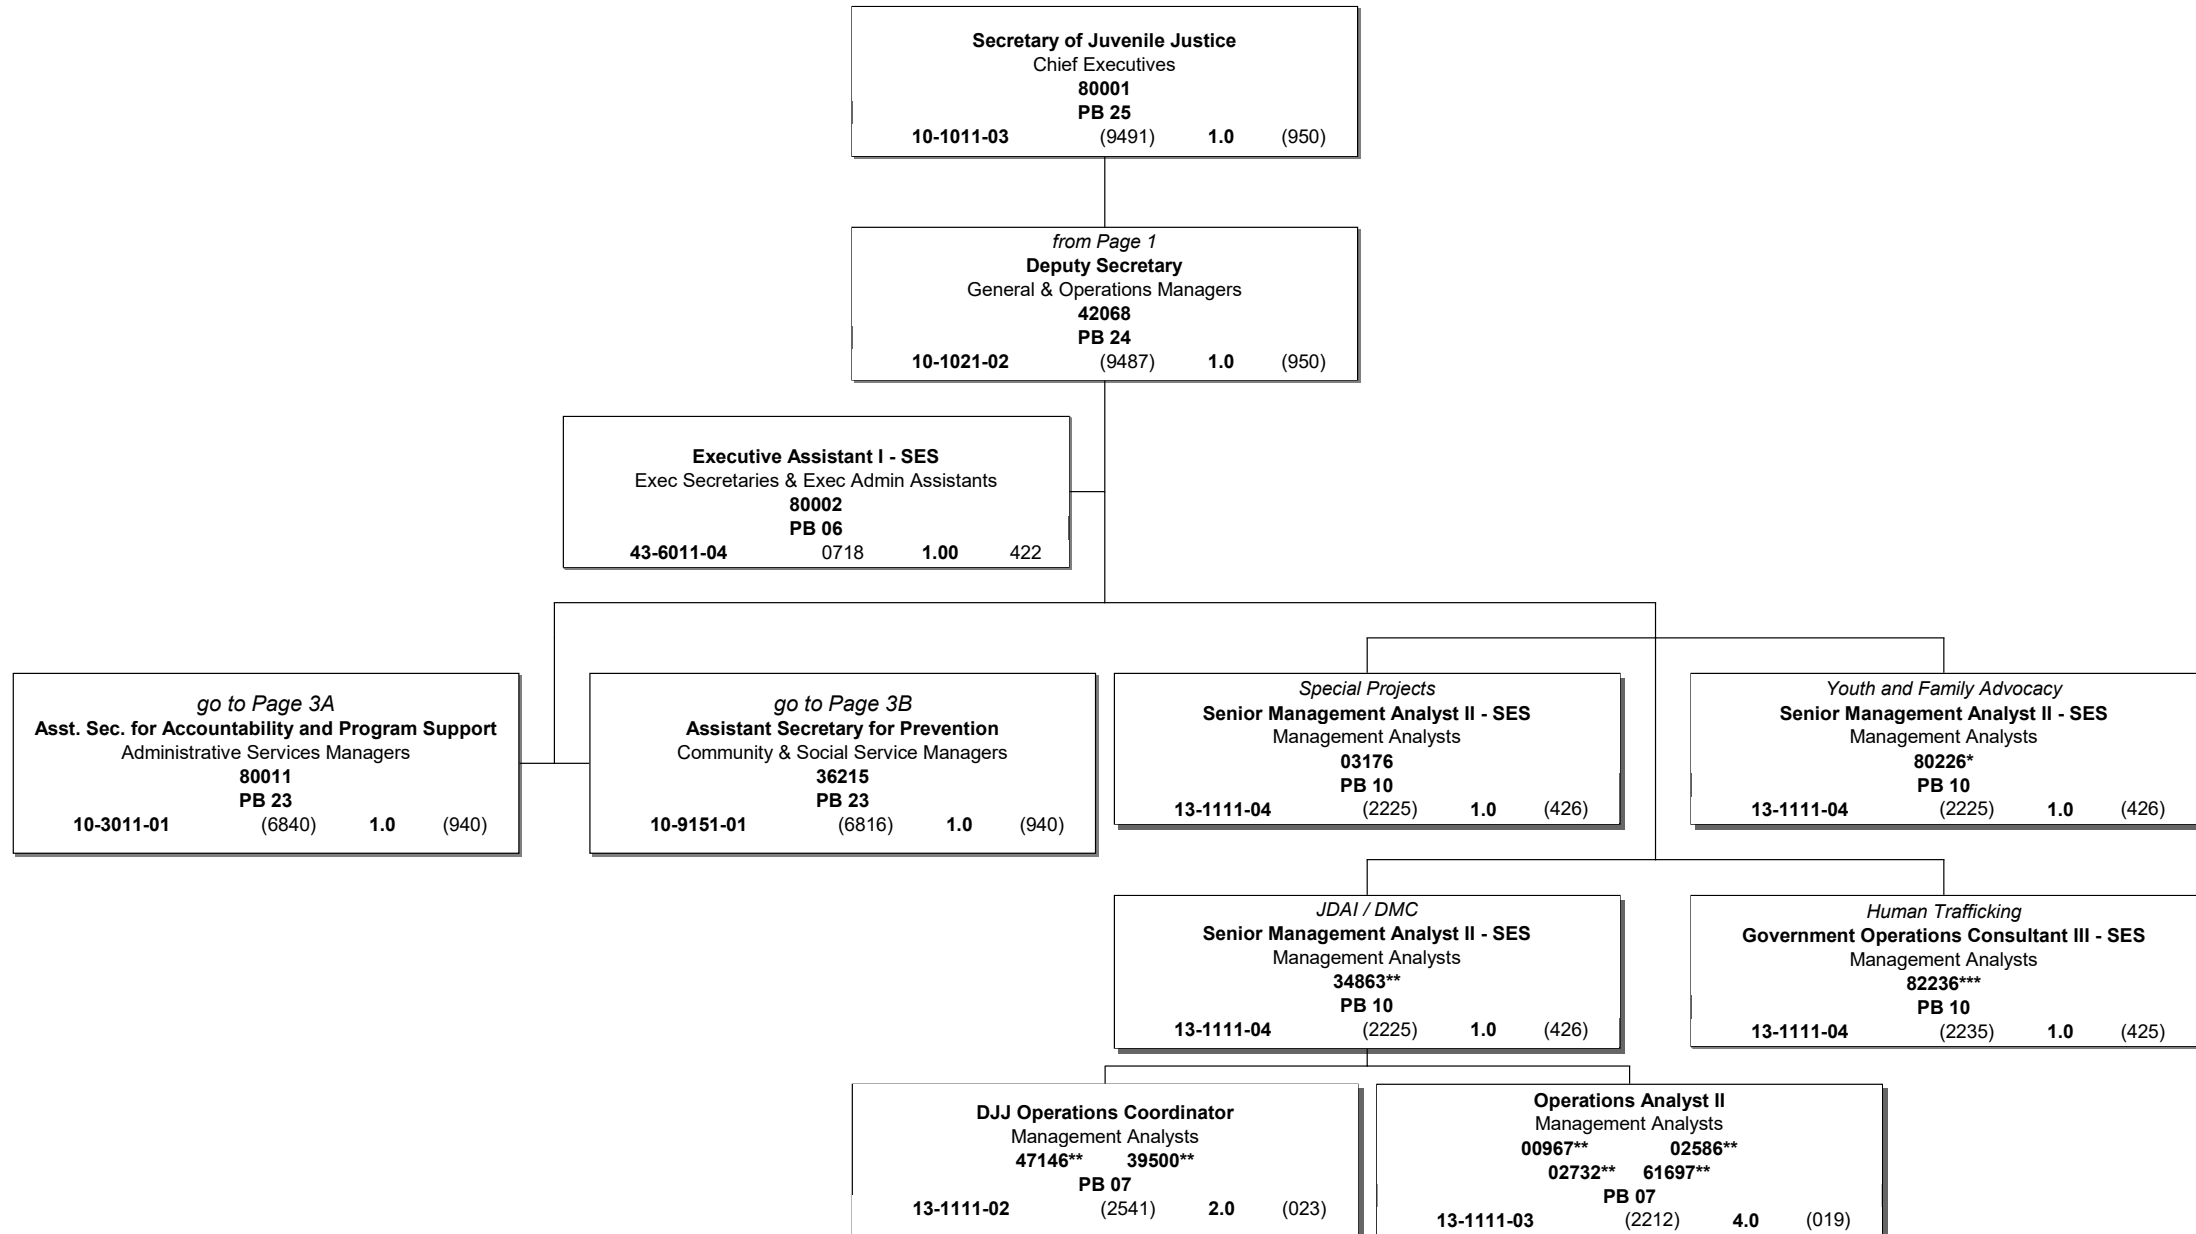 Secretary of Juvenile Justice
Chief Executives
80001
PB 25
10-1011-03 (9491) 1.0 (950)
from Page 1
Deputy Secretary
General & Operations Managers
42068
PB 24
10-1021-02 (9487) 1.0 (950)
Executive Assistant I - SES
Exec Secretaries & Exec Admin Assistants
80002
PB 06
43-6011-04 0718 1.00 422
go to Page 3A
Asst. Sec. for Accountability and Program Support
Administrative Services Managers
80011
PB 23
10-3011-01 (6840) 1.0 (940)
go to Page 3B
Assistant Secretary for Prevention
Community & Social Service Managers
36215
PB 23
10-9151-01 (6816) 1.0 (940)
Special Projects
Senior Management Analyst II - SES
Management Analysts
03176
PB 10
13-1111-04 (2225) 1.0 (426)
Youth and Family Advocacy
Senior Management Analyst II - SES
Management Analysts
80226*
PB 10
13-1111-04 (2225) 1.0 (426)
JDAI / DMC
Senior Management Analyst II - SES
Management Analysts
34863**
PB 10
13-1111-04 (2225) 1.0 (426)
Human Trafficking
Government Operations Consultant III - SES
Management Analysts
82236***
PB 10
13-1111-04 (2235) 1.0 (425)
DJJ Operations Coordinator
Management Analysts
47146** 39500**
PB 07
13-1111-02 (2541) 2.0 (023)
Operations Analyst II
Management Analysts
00967** 02586**
02732** 61697**
PB 07
13-1111-03 (2212) 4.0 (019)